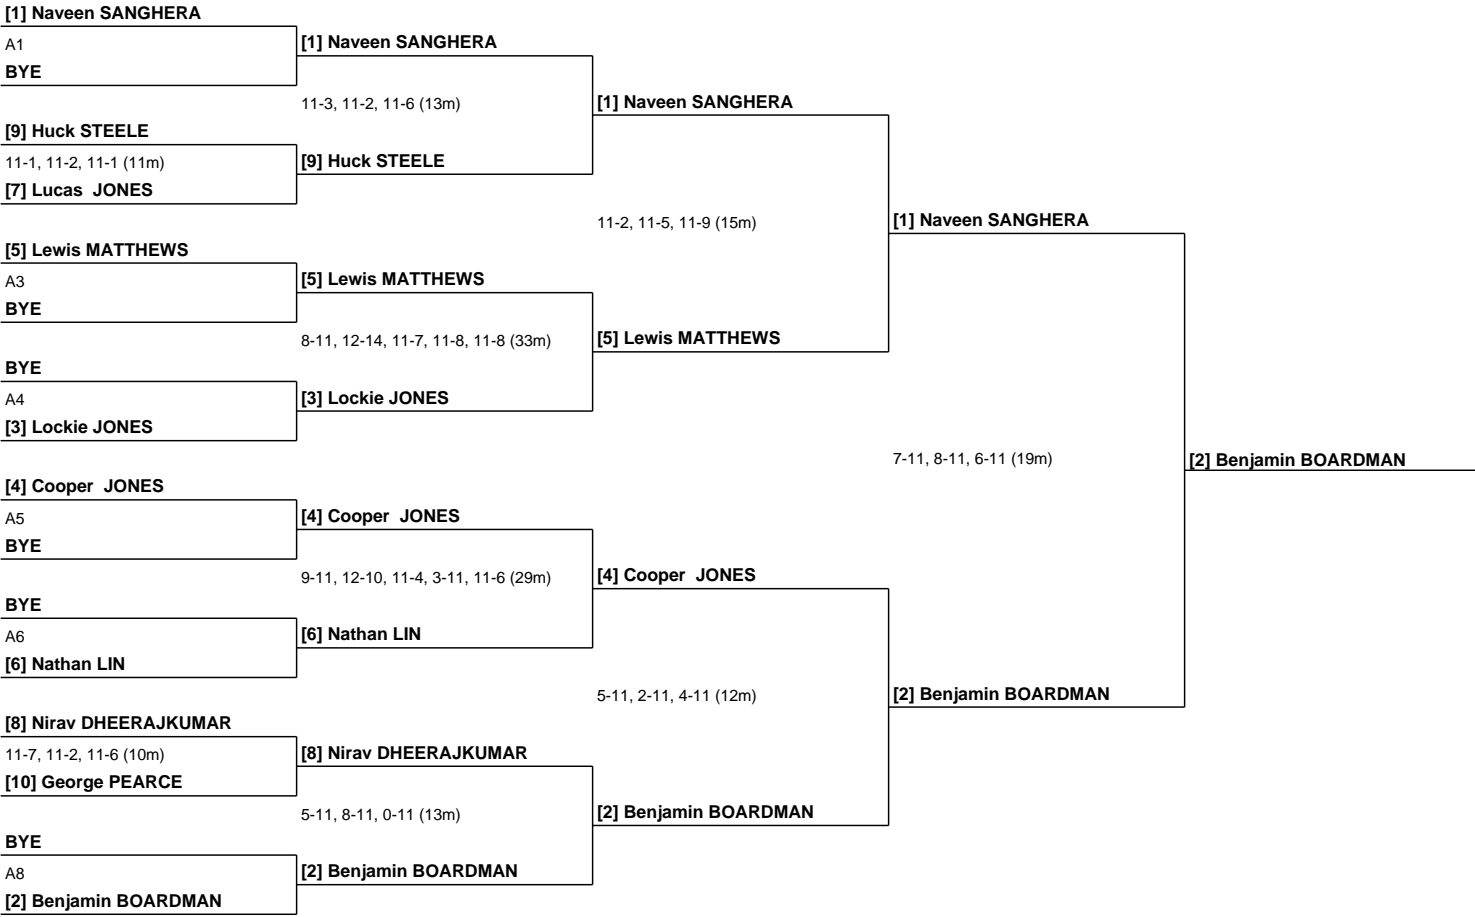 [1] Naveen SANGHERA
A1
BYE
[9] Huck STEELE
11-1, 11-2, 11-1 (11m)
[7] Lucas  JONES
[5] Lewis MATTHEWS
A3
BYE
BYE
A4
[3] Lockie JONES
[4] Cooper  JONES
A5
BYE
BYE
A6
[6] Nathan LIN
[8] Nirav DHEERAJKUMAR
11-7, 11-2, 11-6 (10m)
[10] George PEARCE
BYE
A8
[2] Benjamin BOARDMAN
[1] Naveen SANGHERA
11-3, 11-2, 11-6 (13m)
[9] Huck STEELE
[5] Lewis MATTHEWS
8-11, 12-14, 11-7, 11-8, 11-8 (33m)
[3] Lockie JONES
[4] Cooper  JONES
9-11, 12-10, 11-4, 3-11, 11-6 (29m)
[6] Nathan LIN
[8] Nirav DHEERAJKUMAR
5-11, 8-11, 0-11 (13m)
[2] Benjamin BOARDMAN
[1] Naveen SANGHERA
11-2, 11-5, 11-9 (15m)
[5] Lewis MATTHEWS
[4] Cooper  JONES
5-11, 2-11, 4-11 (12m)
[2] Benjamin BOARDMAN
[1] Naveen SANGHERA
7-11, 8-11, 6-11 (19m)
[2] Benjamin BOARDMAN
[2] Benjamin BOARDMAN